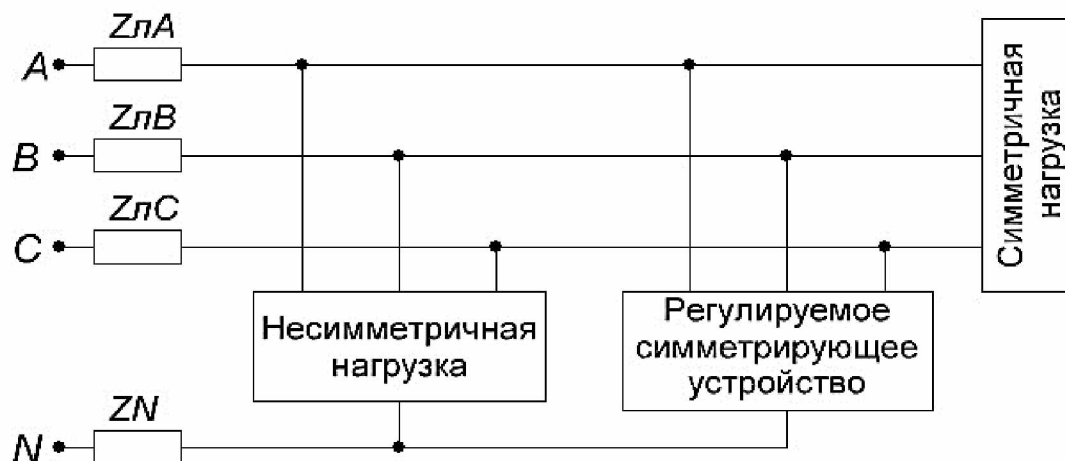 ZлA
A
ZлB
B
ZлC
C
Симметричная
нагрузка
Несимметричная
нагрузка
Регулируемое
симметрирующее
устройство
ZN
N